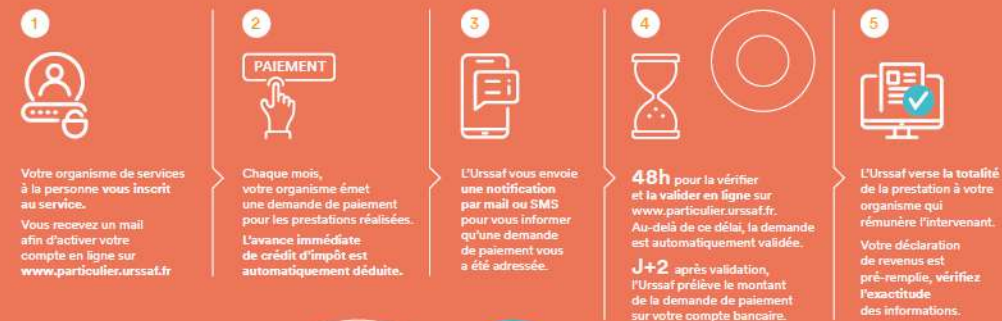 1
Votre organisme de services
à la personne vous inscrit
au service.
Vous recevez un mail
afin d'activer votre
compte en ligne sur
www.particulier.urssaf.fr
2
PAIEMENT
Chaque mois,
votre organisme émet
une demande de paiement
pour les prestations réalisées.
L'avance immédiate
de crédit d'impôt est
automatiquement déduite.
3
L'Urssaf vous envoie
une notification
par mail ou SMS
pour vous informer
qu'une demande
de paiement vous
a été adressée.
4
48h pour la vérifier
et la valider en ligne sur
www.particulier.urssaf.fr.
Au-delà de ce délai, la demande
est automatiquement validée.
J+2 après validation,
l'Urssaf prélève le montant
de la demande de paiement
sur votre compte bancaire.
5
L'Urssaf verse la totalité
de la prestation à votre
organisme qui
rémunère l'intervenant.
Votre déclaration
de revenus est
pré-remplie, vérifiez
l'exactitude
des informations.